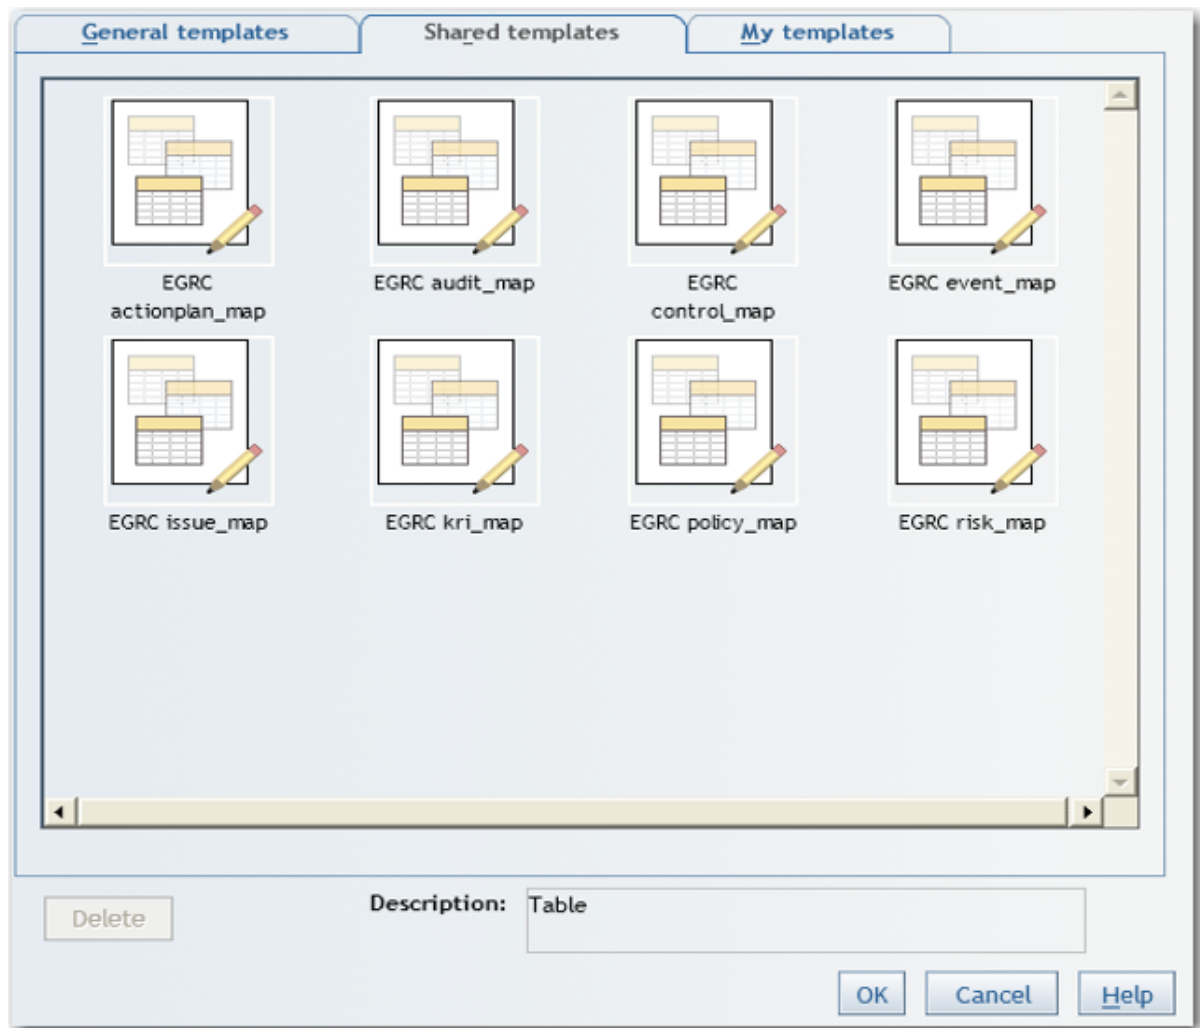 General templates
Shared templates
My templates
EGRC
actionplan_map
EGRC audit_map
EGRC
control_map
EGRC event_map
EGRC issue_map
EGRC kri_map
EGRC policy_map
EGRC risk_map
Delete
Description:
Table
OK
Cancel
Help